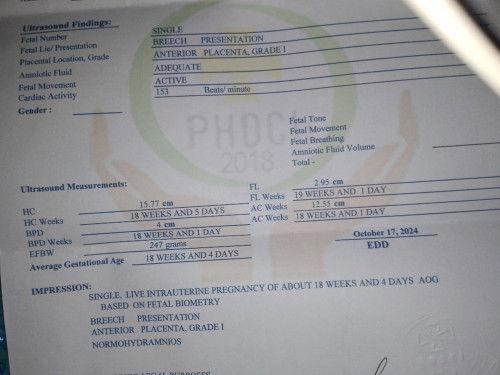 Ultrasound Findings:
Fetal Number SINGLE
Fetal Lie/ Presentation BREECH PRESENTATION
Placental Location, Grade ANTERIOR PLACENTA, GRADE I
Amniotic Fluid ADEQUATE
Fetal Movement ACTIVE
Cardiac Activity 153 Beats/ minute
Gender :
Fetal Tone
Fetal Movement
Fetal Breathing
Amniotic Fluid Volume
Total -
PHDC
2018
Ultrasound Measurements:
HC 15.77 cm FL 2.95 cm
HC Weeks 18 WEEKS AND 5 DAYS FL Weeks 19 WEEKS AND 1 DAY
BPD 4 cm AC Weeks 12.55 cm
BPD Weeks 18 WEEKS AND 1 DAY AC Weeks 18 WEEKS AND 1 DAY
EFBW 247 grams
Average Gestational Age 18 WEEKS AND 4 DAYS
October 17, 2024
EDD
IMPRESSION:
SINGLE, LIVE INTRAUTERINE PREGNANCY OF ABOUT 18 WEEKS AND 4 DAYS AOG
BASED ON FETAL BIOMETRY
BREECH PRESENTATION
ANTERIOR PLACENTA, GRADE I
NORMOHYDRAMNIOS